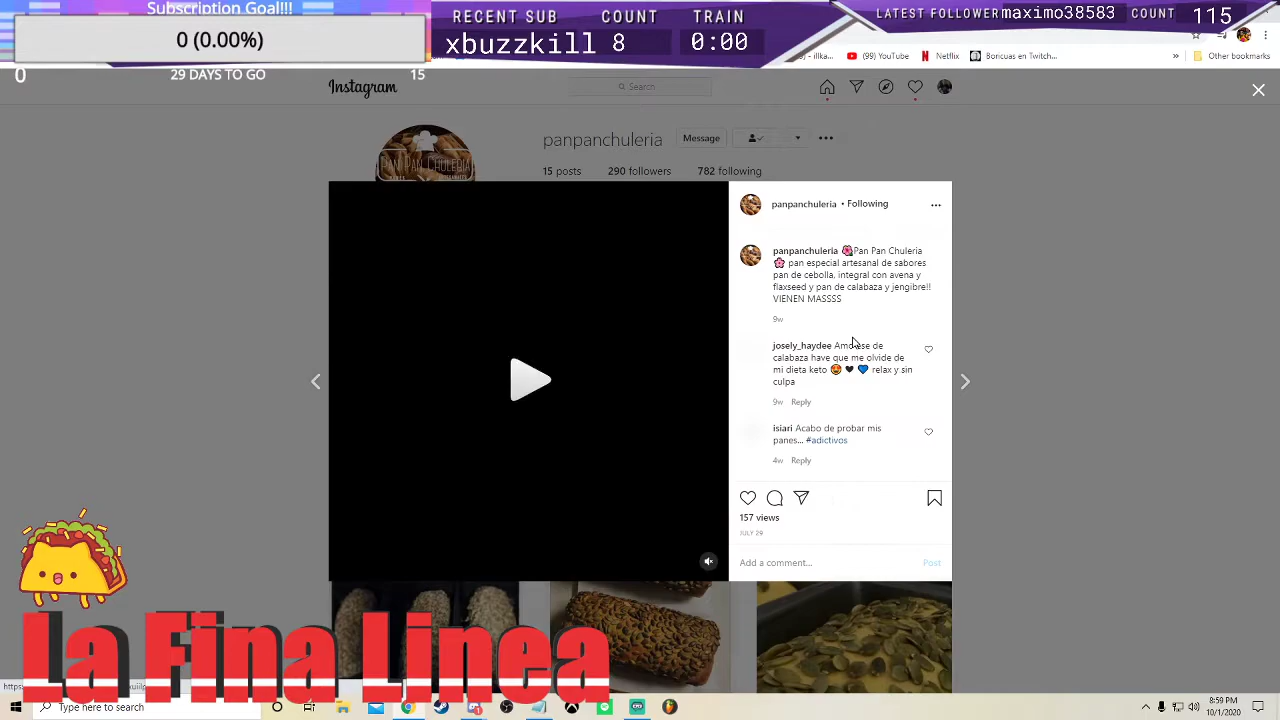 Subscription Goal!!!
0 (0.00%)
0 29 DAYS TO GO 15
RECENT SUB COUNT TRAIN
xbuzzkill 8 0:00
LATEST FOLLOWER maximo38583 COUNT 115
(99) YouTube Netflix Boricuas en Twitch... » Other bookmarks
Instagram
Search
panpanchuleria Message
15 posts 290 followers 782 following
PAN PAN CHULERIA
panpanchuleria • Following
panpanchuleria 🌺Pan Pan Chuleria
🌺 pan especial artesanal de sabores
pan de cebolla, integral con avena y
flaxseed y pan de calabaza y jengibre!!
VIENEN MASSSS
9w
josely_haydee de
calabaza have que me olvide de
mi dieta keto 😍 🖤 💙 relax y sin
culpa
9w Reply
isiari Acabo de probar mis
panes... #adictivos
4w Reply
157 views
JULY 29
Add a comment... Post
La Fina Linea
Type here to search
8:59 PM
10/1/2020